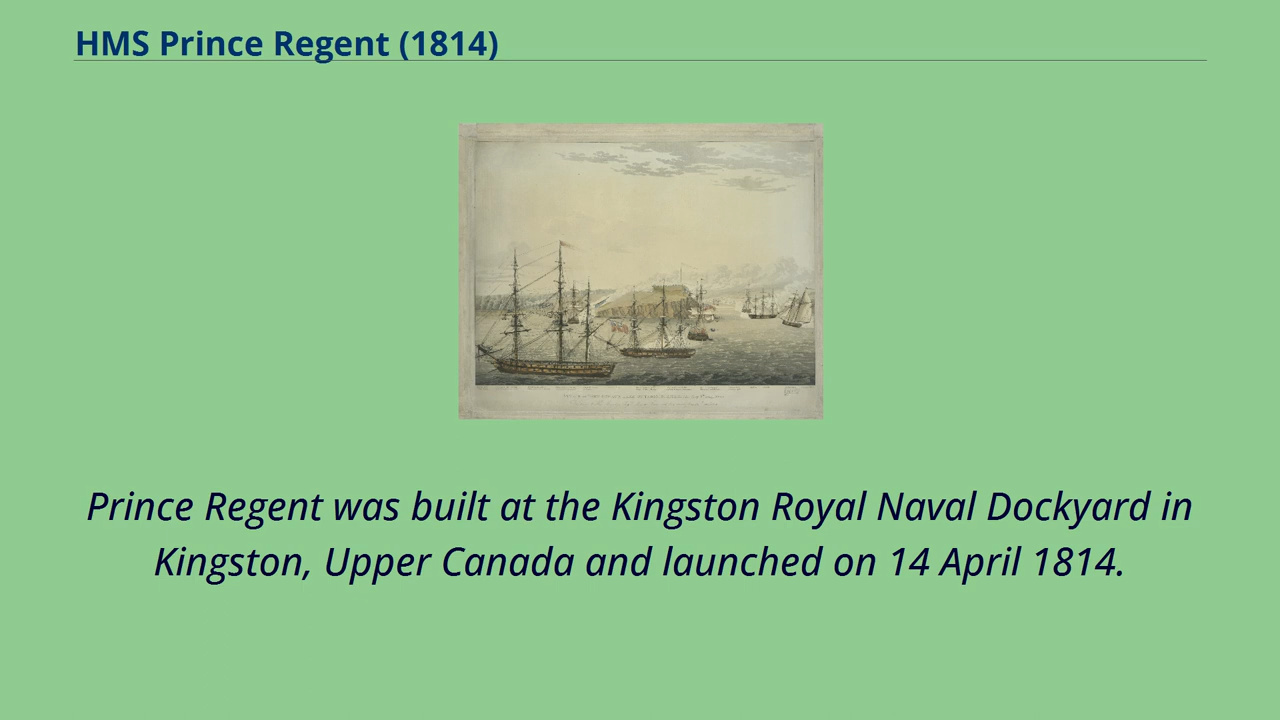 HMS Prince Regent (1814)
Prince Regent was built at the Kingston Royal Naval Dockyard in
Kingston, Upper Canada and launched on 14 April 1814.